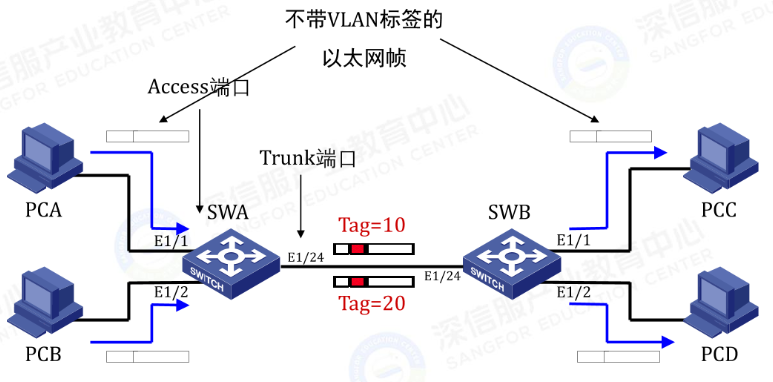 不带VLAN标签的
以太网帧
Access端口
Trunk端口
PCA
SWA
SWB
PCC
Tag=10
E1/1
E1/24
E1/24
E1/1
SWITCH
SWITCH
E1/2
Tag=20
E1/2
PCB
PCD
深信服产业教育中心
SANGFOR EDUCATION CENTER